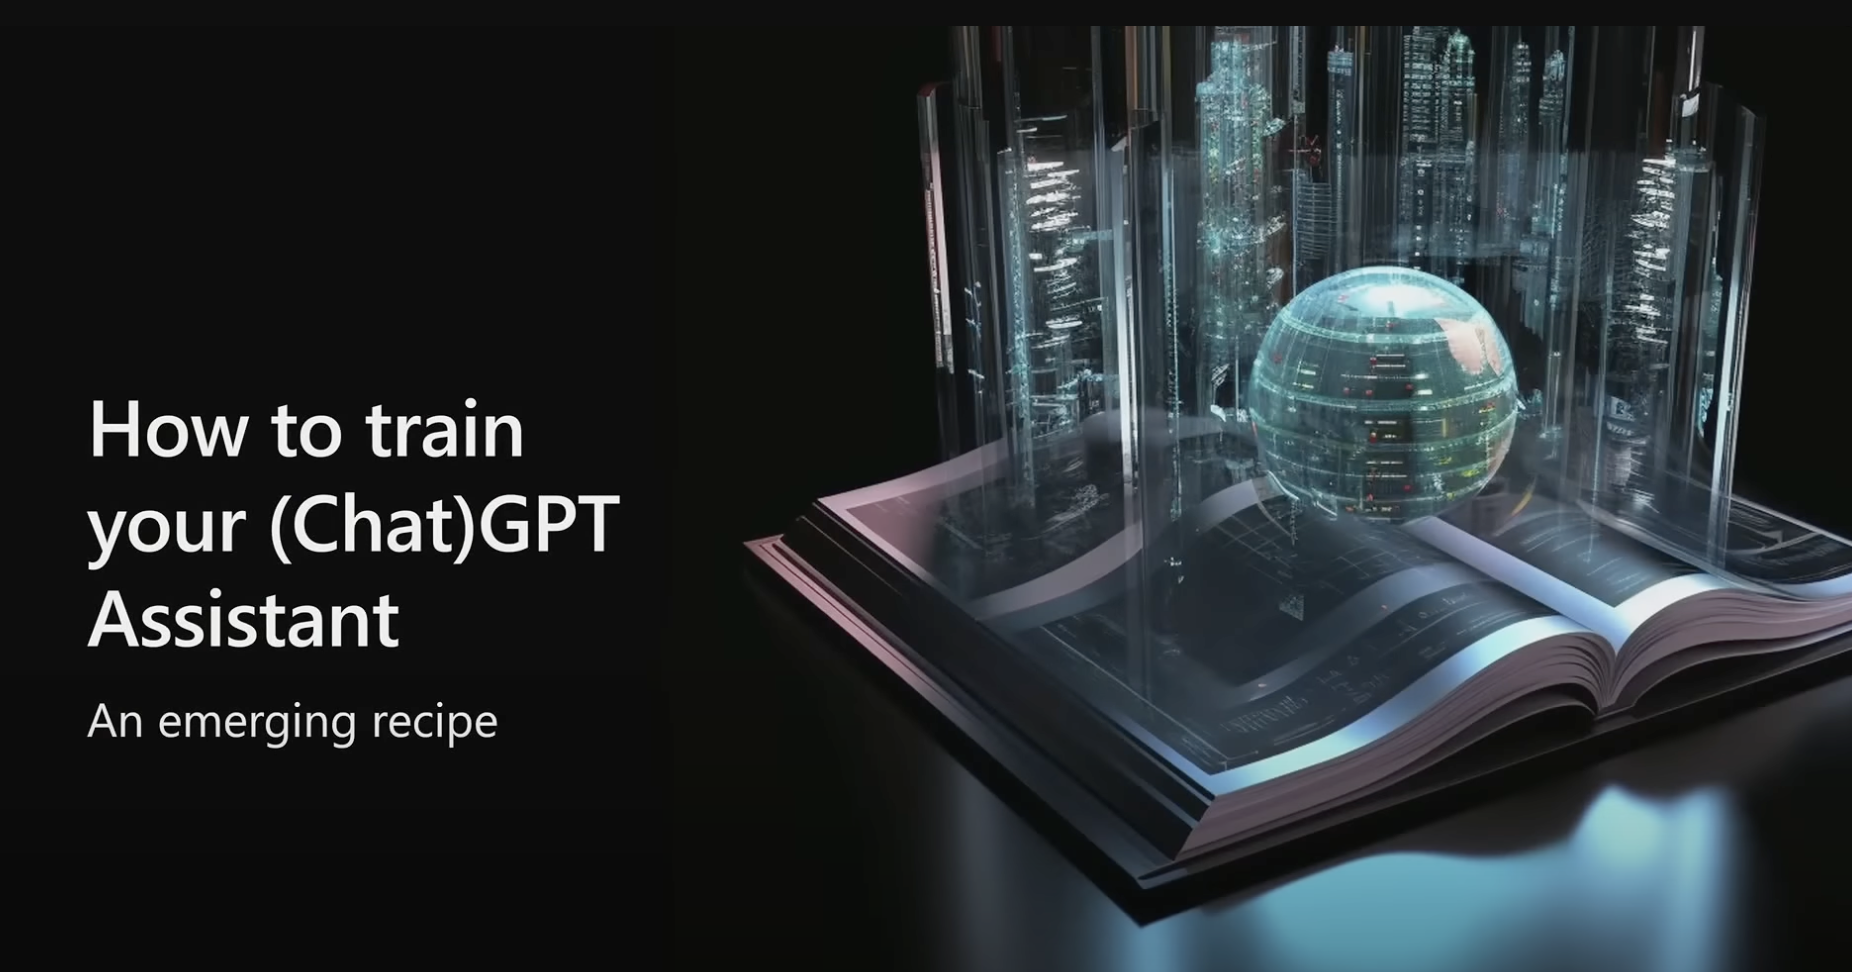 How to train
your (Chat)GPT
Assistant
An emerging recipe